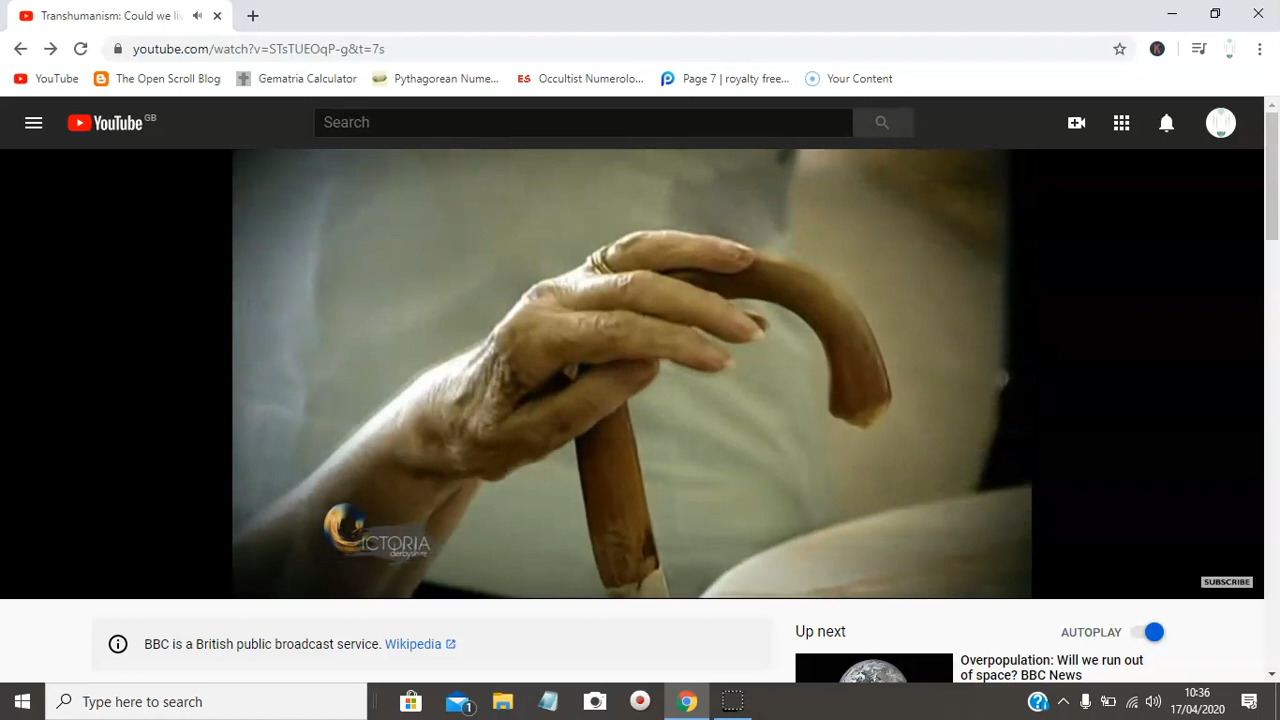 Transhumanism: Could we li
youtube.com/watch?v=STsTUEOqP-g&t=7s
YouTube
The Open Scroll Blog
Gematria Calculator
Pythagorean Nume...
ES Occultist Numerolo...
Page 7 | royalty free...
Your Content
YouTube GB
Search
ICTORIA
derbyshire
SUBSCRIBE
BBC is a British public broadcast service. Wikipedia
Up next
AUTOPLAY
Overpopulation: Will we run out
of space? BBC News
Type here to search
1
10:36
17/04/2020